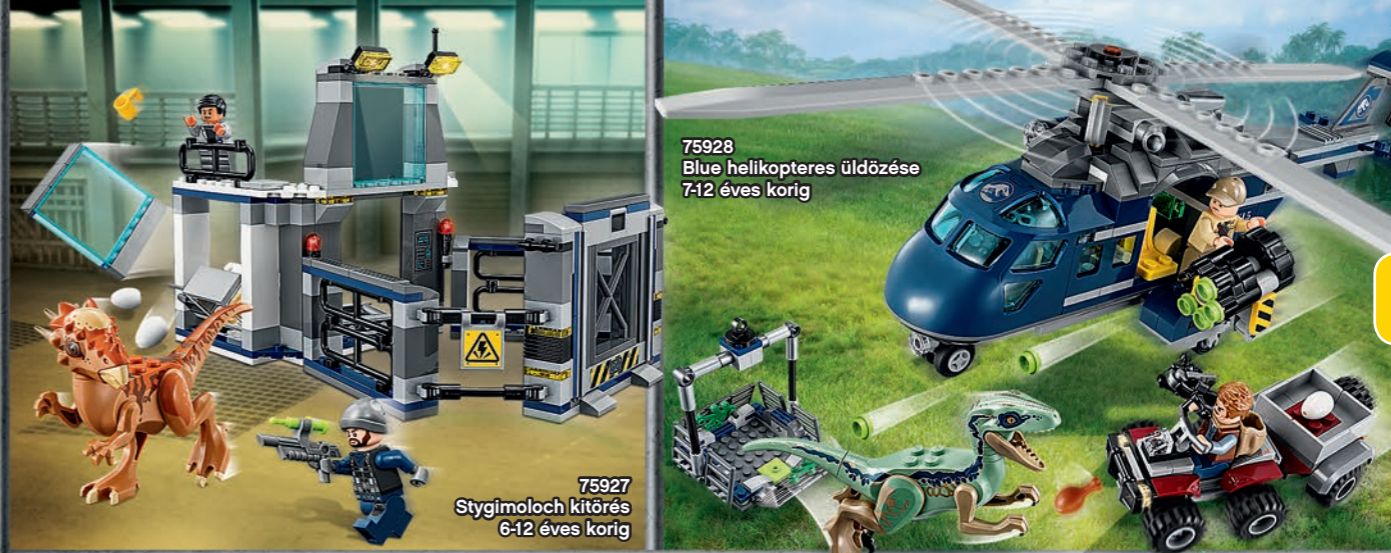 75927
Stygimoloch kitörés
6-12 éves korig
75928
Blue helikopteres üldözése
7-12 éves korig